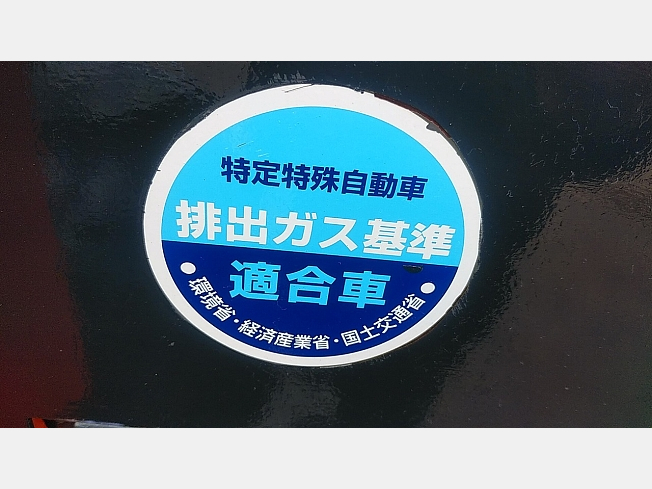 特定特殊自動車
排出ガス基準
適合車
環境省・経済産業省・国土交通省